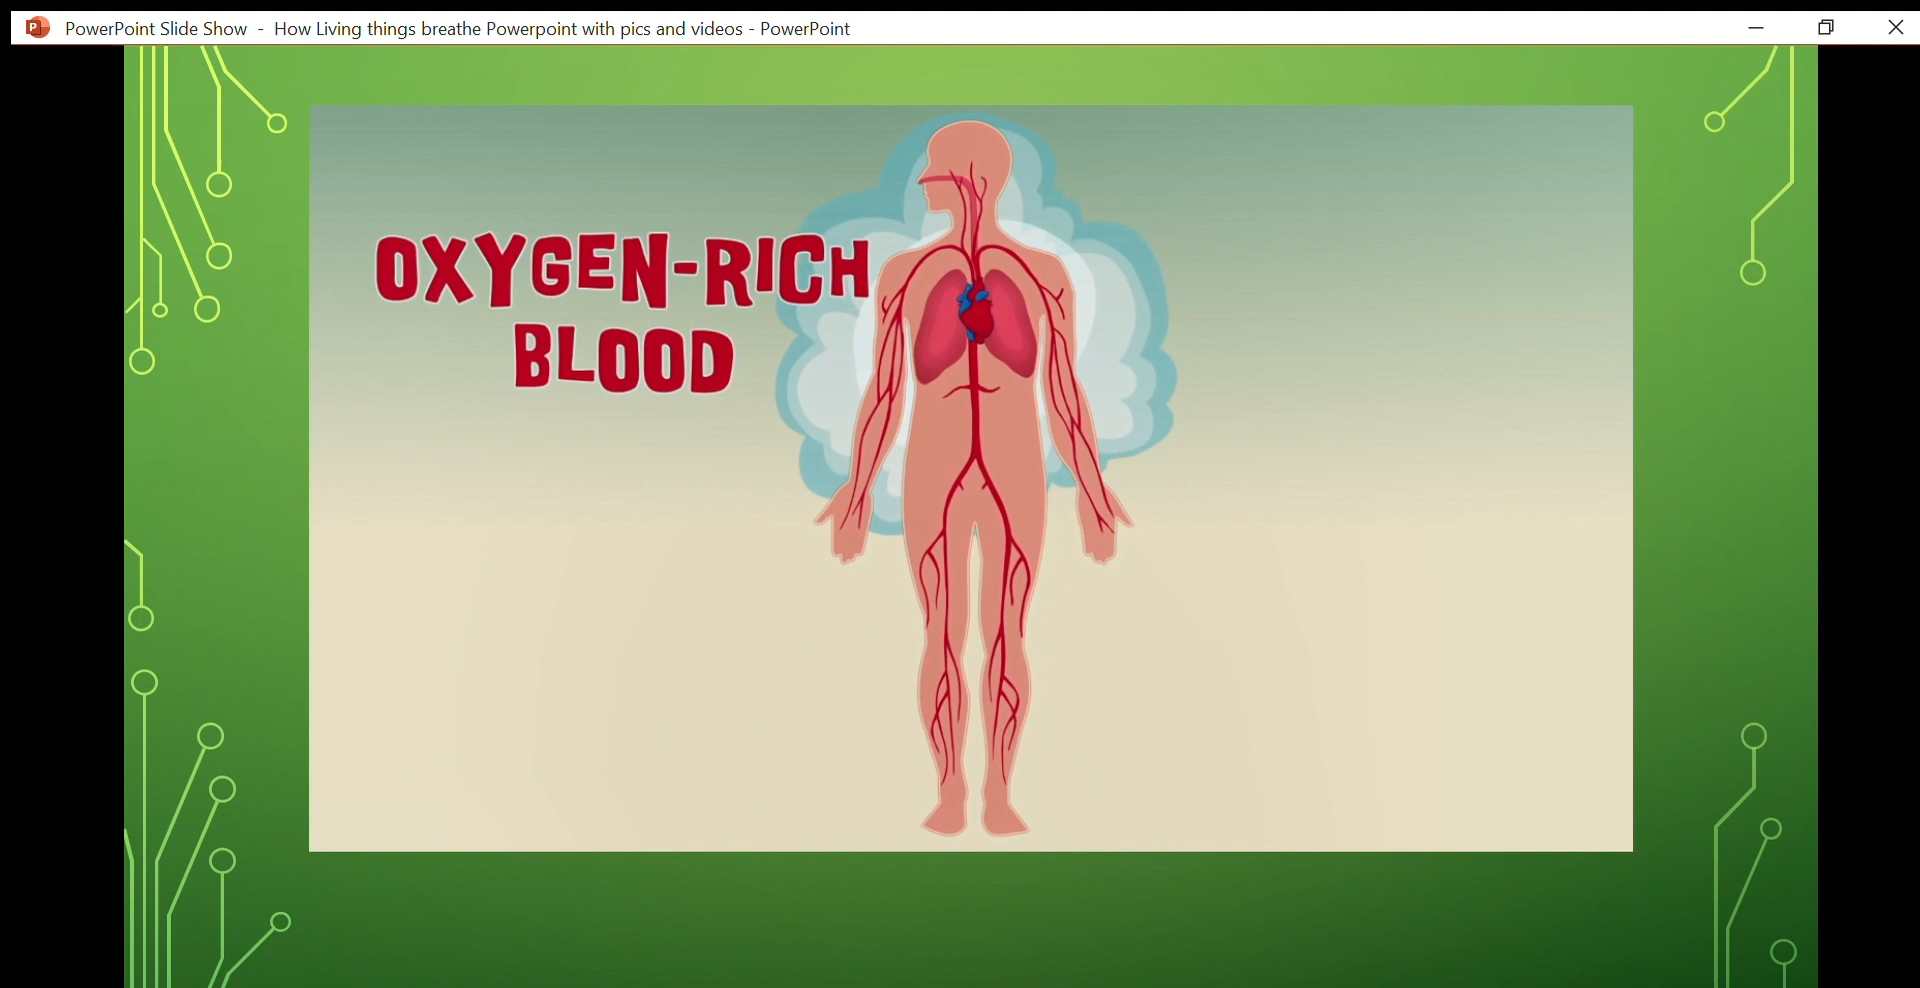 PowerPoint Slide Show - How Living things breathe Powerpoint with pics and videos - PowerPoint
OXYGEN-RICH
BLOOD